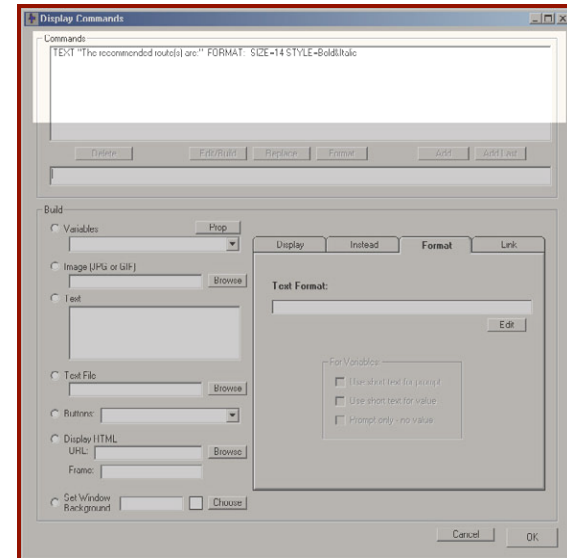 Display Commands
Commands
TEXT "The recommended route(s) are:" FORMAT: SIZE=14 STYLE=Bold&Italic
Delete Edit/Build Replace Format Add Add Last
Build
Variables Prop
Display Instead Format Link
Image (JPG or GIF)
Browse
Text Format:
Text
Edit
For Variables
Text File Use short text for prompt
Browse Use short text for value
Buttons: Prompt only - no value
Display HTML
URL: Browse
Frame:
Set Window
Background Choose
Cancel OK